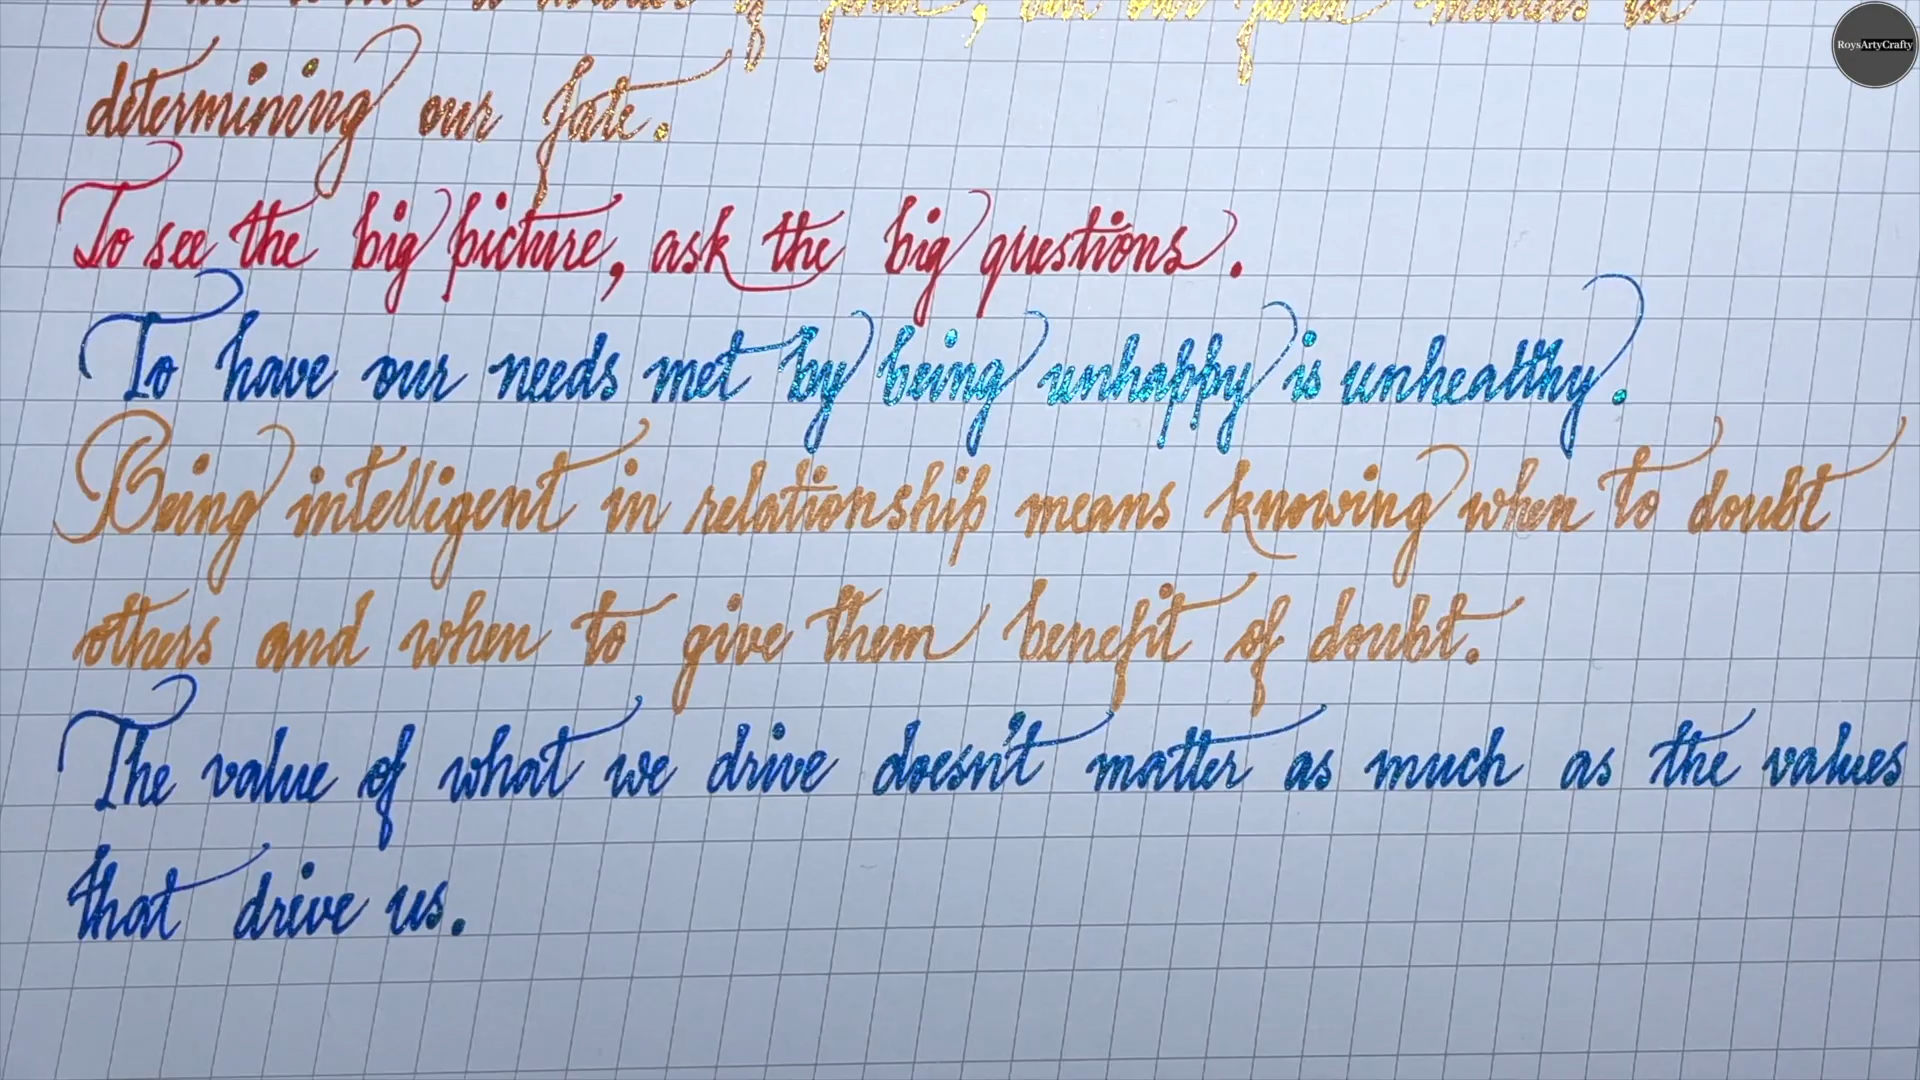 determining our fate.
To see the big picture, ask the big questions.
To have our needs met by being unhappy is unhealthy.
Being intelligent in relationship means knowing when to doubt
others and when to give them benefit of doubt.
The value of what we drive doesn't matter as much as the values
that drive us.
RoysArtyCrafty